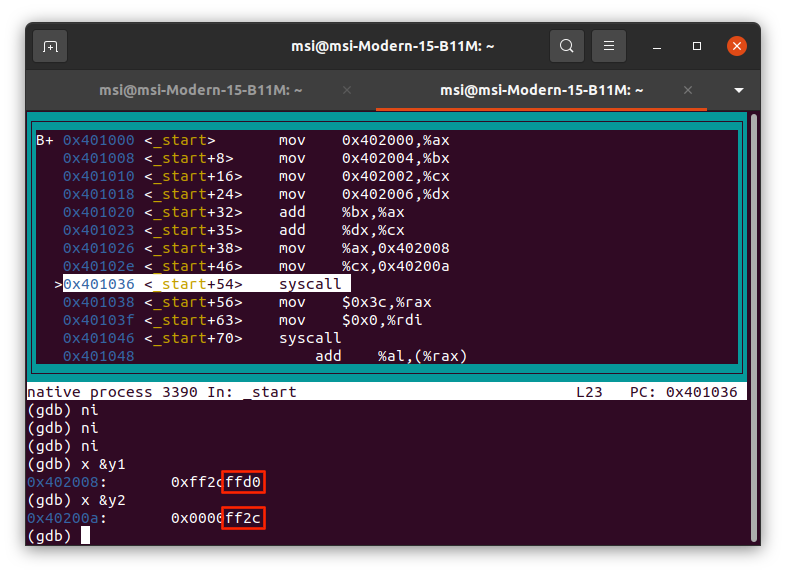 msi@msi-Modern-15-B11M: ~
msi@msi-Modern-15-B11M: ~ × msi@msi-Modern-15-B11M: ~ ×
B+ 0x401000 <_start> mov 0x402000,%ax
0x401008 <_start+8> mov 0x402004,%bx
0x401010 <_start+16> mov 0x402002,%cx
0x401018 <_start+24> mov 0x402006,%dx
0x401020 <_start+32> add %bx,%ax
0x401023 <_start+35> add %dx,%cx
0x401026 <_start+38> mov %ax,0x402008
0x40102e <_start+46> mov %cx,0x40200a
>0x401036 <_start+54> syscall
0x401038 <_start+56> mov $0x3c,%rax
0x40103f <_start+63> mov $0x0,%rdi
0x401046 <_start+70> syscall
0x401048 add %al,(%rax)
native process 3390 In: _start L23 PC: 0x401036
(gdb) ni
(gdb) ni
(gdb) ni
(gdb) x &y1
0x402008: 0xff2cffd0
(gdb) x &y2
0x40200a: 0x0000ff2c
(gdb)